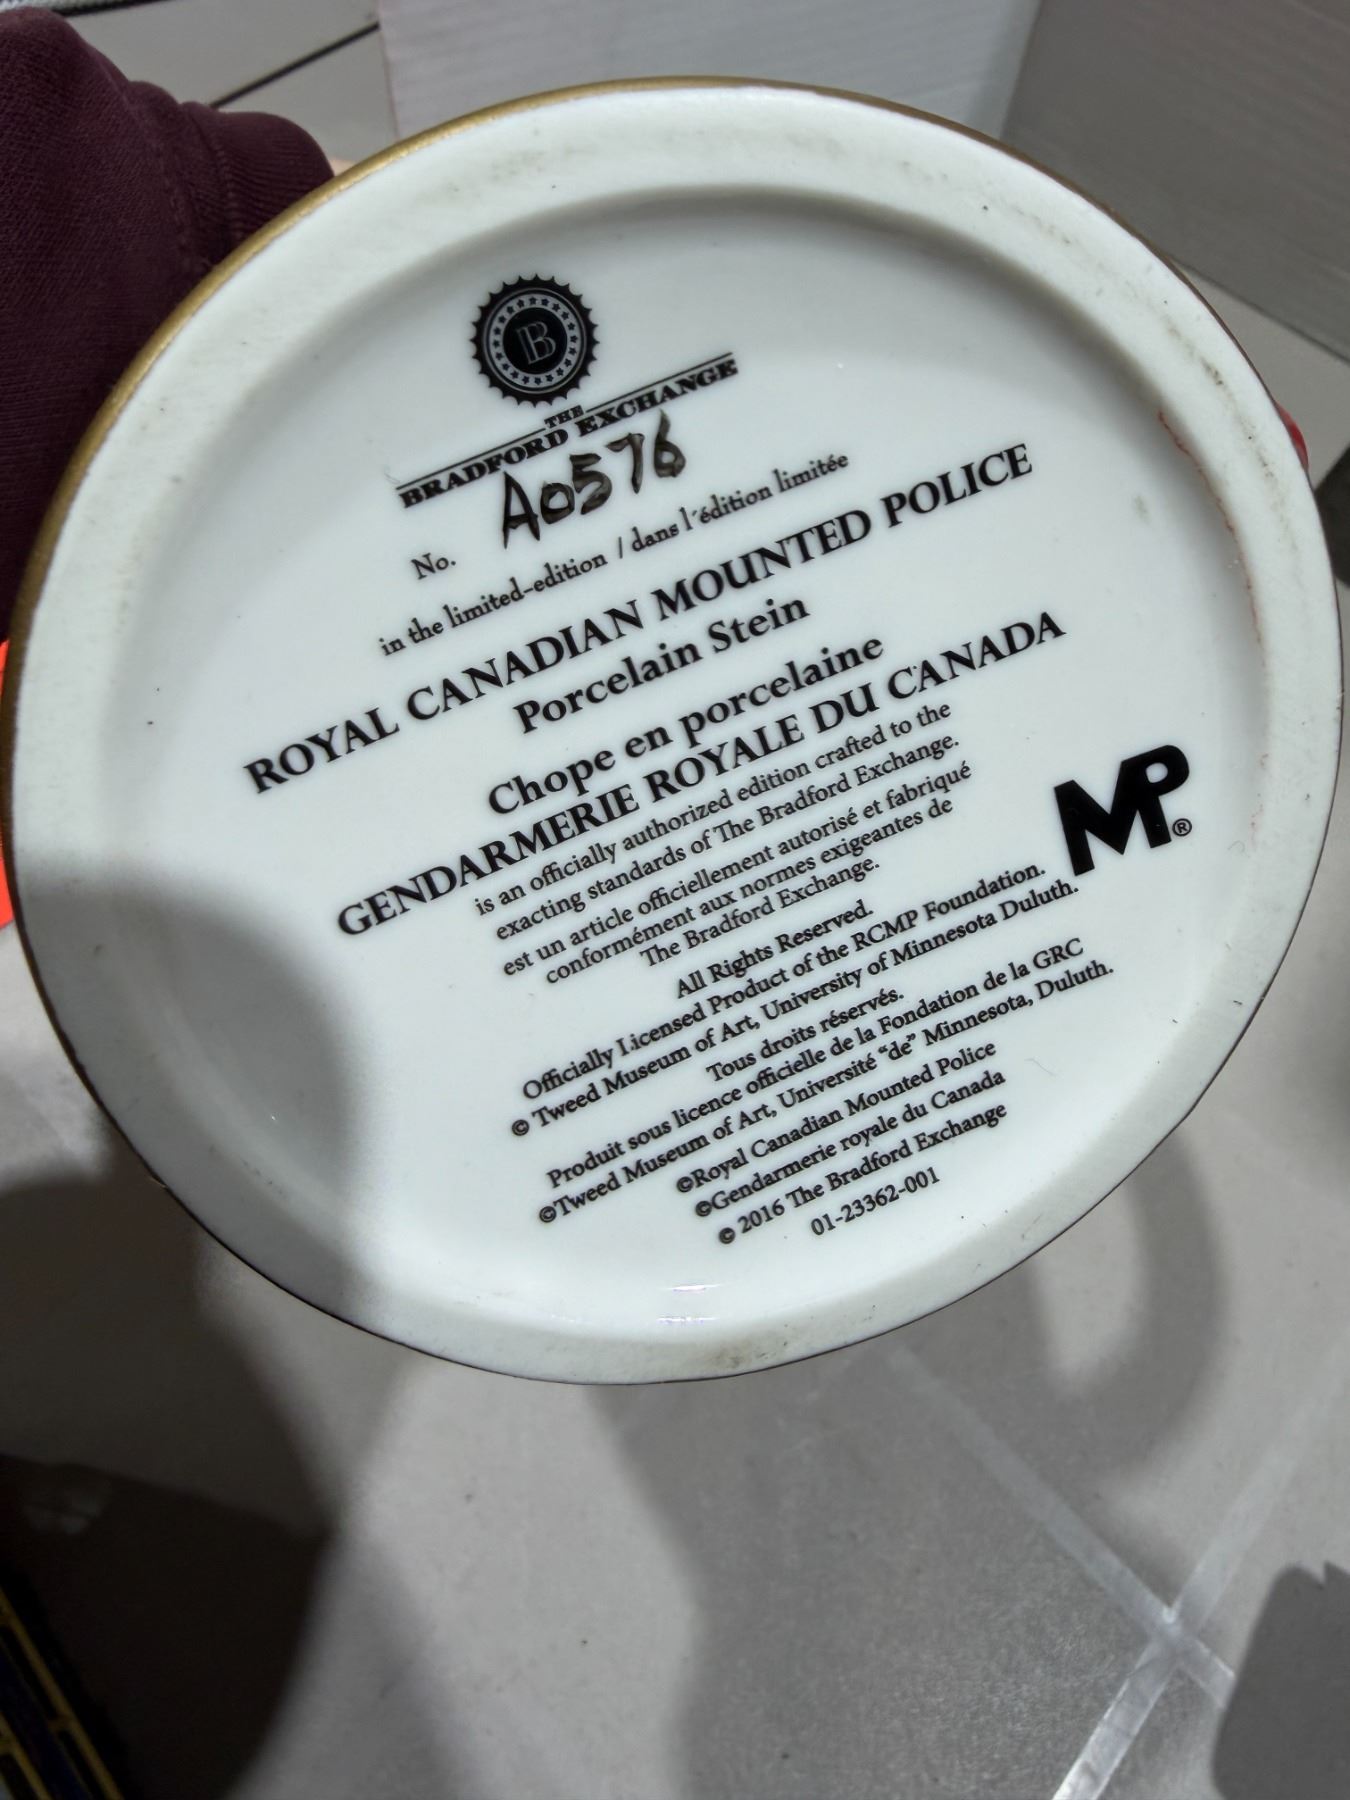 B
THE
BRADFORD EXCHANGE
No. A0576
in the limited-edition / dans l'édition limitée
ROYAL CANADIAN MOUNTED POLICE
Porcelain Stein
Chope en porcelaine
GENDARMERIE ROYALE DU CANADA
is an officially authorized edition crafted to the
exacting standards of The Bradford Exchange.
est un article officiellement autorisé et fabriqué
conformément aux normes exigeantes de
The Bradford Exchange.
MP®
All Rights Reserved.
Officially Licensed Product of the RCMP Foundation.
© Tweed Museum of Art, University of Minnesota Duluth.
Tous droits réservés.
Produit sous licence officielle de la Fondation de la GRC
©Tweed Museum of Art, Université "de" Minnesota, Duluth.
©Royal Canadian Mounted Police
©Gendarmerie royale du Canada
© 2016 The Bradford Exchange
01-23362-001